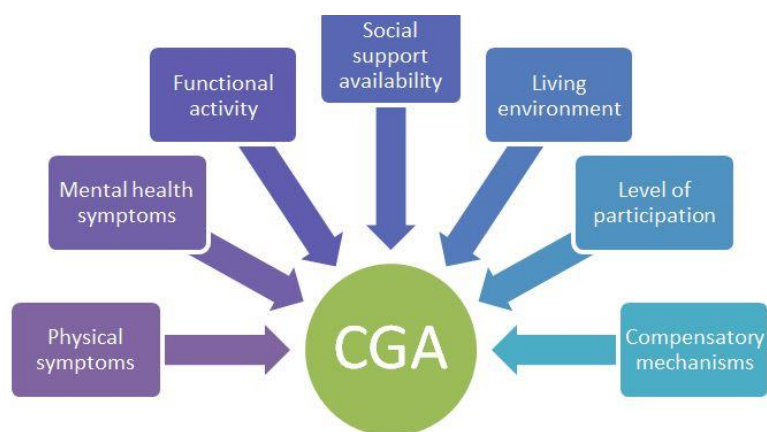 Physical
symptoms
Mental health
symptoms
Functional
activity
Social
support
availability
Living
environment
Level of
participation
Compensatory
mechanisms
CGA